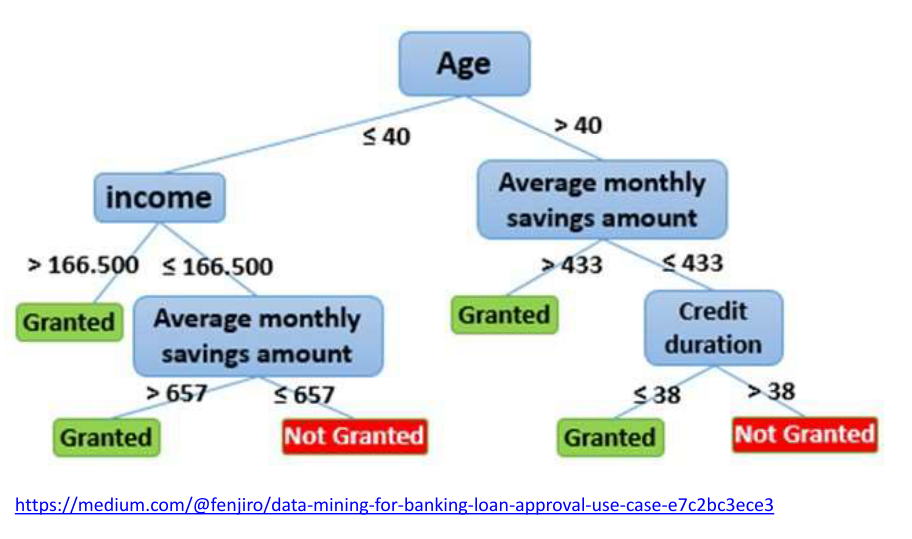 Age
≤ 40
> 40
income
Average monthly
savings amount
> 166.500
≤ 166.500
> 433
≤ 433
Granted
Average monthly
savings amount
Granted
Credit
duration
> 657
≤ 657
≤ 38
> 38
Granted
Not Granted
Granted
Not Granted
https://medium.com/@fenjiro/data-mining-for-banking-loan-approval-use-case-e7c2bc3ece3